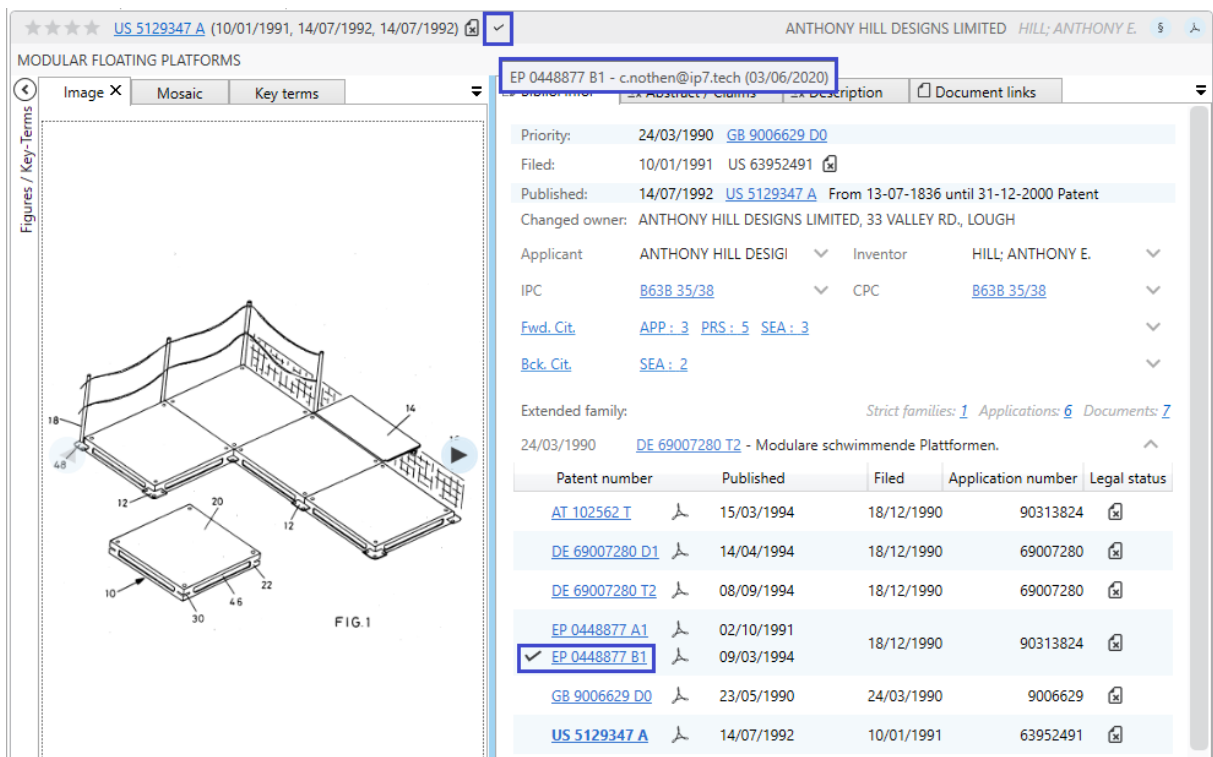 US 5129347 A (10/01/1991, 14/07/1992, 14/07/1992) ANTHONY HILL DESIGNS LIMITED HILL; ANTHONY E. §
MODULAR FLOATING PLATFORMS
EP 0448877 B1 - c.nothen@ip7.tech (03/06/2020)
Figures / Key-Terms
Image X Mosaic Key terms
Description Document links
FIG.1
10
12
12
14
18
20
22
30
46
48
Priority: 24/03/1990 GB 9006629 D0
Filed: 10/01/1991 US 63952491
Published: 14/07/1992 US 5129347 A From 13-07-1836 until 31-12-2000 Patent
Changed owner: ANTHONY HILL DESIGNS LIMITED, 33 VALLEY RD., LOUGH
Applicant ANTHONY HILL DESIGI Inventor HILL; ANTHONY E.
IPC B63B 35/38 CPC B63B 35/38
Fwd. Cit. APP : 3 PRS : 5 SEA : 3
Bck. Cit. SEA : 2
Extended family: Strict families: 1 Applications: 6 Documents: 7
24/03/1990 DE 69007280 T2 - Modulare schwimmende Plattformen.
Patent number Published Filed Application number Legal status
AT 102562 T 15/03/1994 18/12/1990 90313824
DE 69007280 D1 14/04/1994 18/12/1990 69007280
DE 69007280 T2 08/09/1994 18/12/1990 69007280
EP 0448877 A1 02/10/1991
18/12/1990 90313824
EP 0448877 B1 09/03/1994
GB 9006629 D0 23/05/1990 24/03/1990 9006629
US 5129347 A 14/07/1992 10/01/1991 63952491